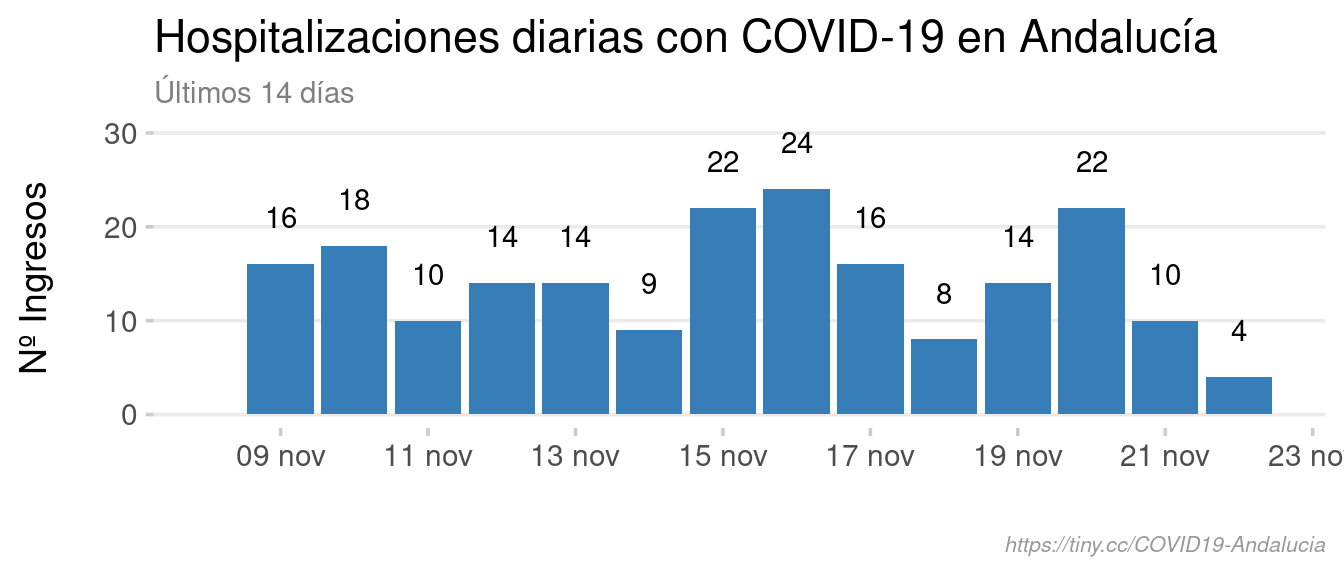 Hospitalizaciones diarias con COVID-19 en Andalucía
Últimos 14 días
Nº Ingresos
30
20
10
0
16
18
10
14
14
9
22
24
16
8
14
22
10
4
09 nov
11 nov
13 nov
15 nov
17 nov
19 nov
21 nov
23 no
https://tiny.cc/COVID19-Andalucia